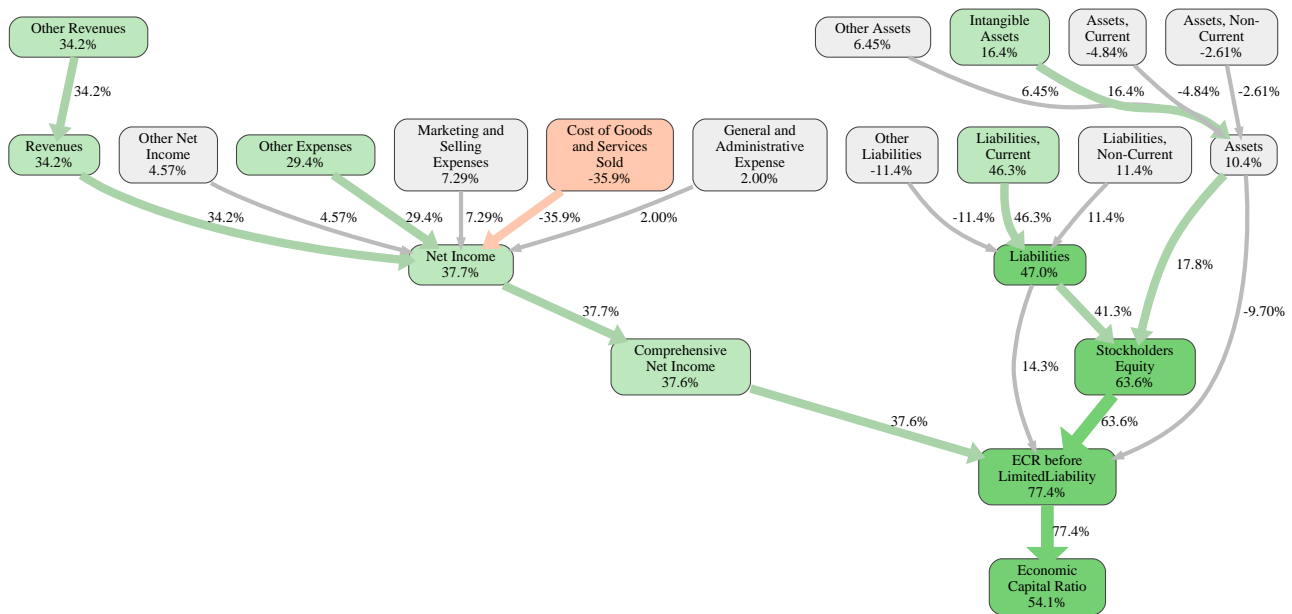 Other Revenues
34.2%
Other Assets
6.45%
Intangible
Assets
16.4%
Assets,
Current
-4.84%
Assets, Non-
Current
-2.61%
34.2%
6.45%
16.4%
-4.84%
-2.61%
Revenues
34.2%
Other Net
Income
4.57%
Other Expenses
29.4%
Marketing and
Selling
Expenses
7.29%
Cost of Goods
and Services
Sold
-35.9%
General and
Administrative
Expense
2.00%
Other
Liabilities
-11.4%
Liabilities,
Current
46.3%
Liabilities,
Non-Current
11.4%
Assets
10.4%
34.2%
4.57%
29.4%
7.29%
-35.9%
2.00%
-11.4%
46.3%
11.4%
Net Income
37.7%
Liabilities
47.0%
17.8%
37.7%
41.3%
-9.70%
Comprehensive
Net Income
37.6%
14.3%
Stockholders
Equity
63.6%
37.6%
63.6%
ECR before
LimitedLiability
77.4%
77.4%
Economic
Capital Ratio
54.1%